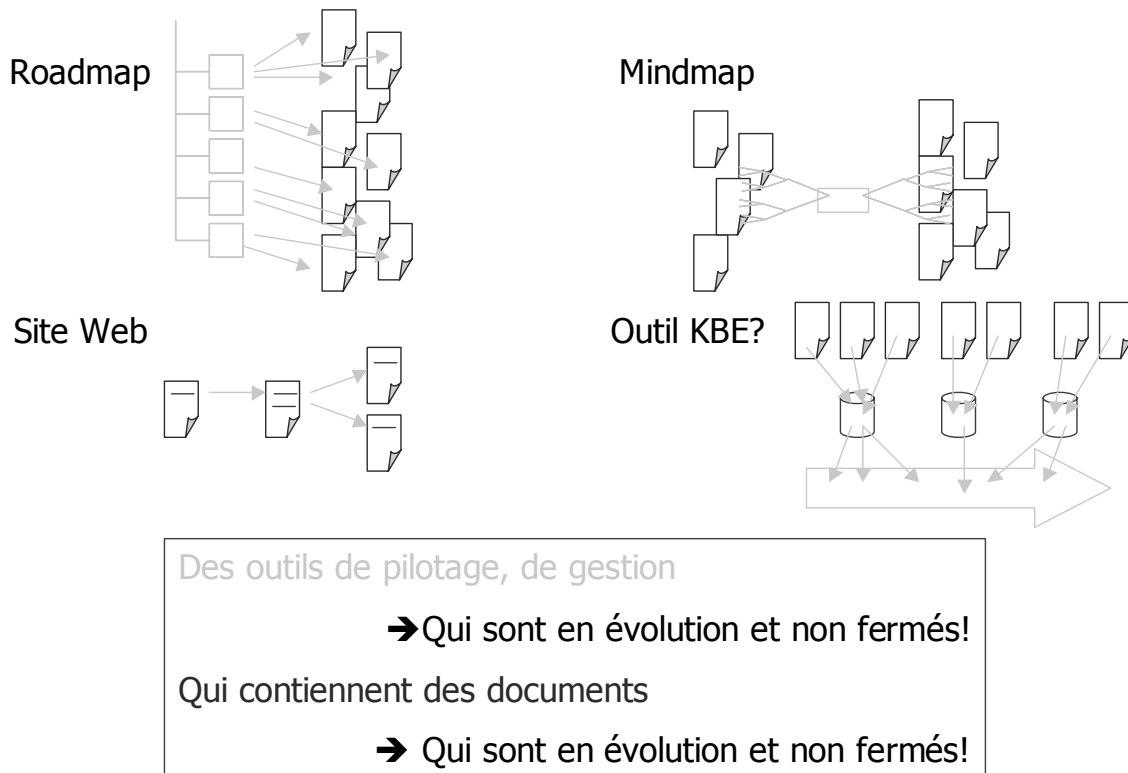 Roadmap
Mindmap
Site Web
Outil KBE?
Des outils de pilotage, de gestion
➔Qui sont en évolution et non fermés!
Qui contiennent des documents
➔ Qui sont en évolution et non fermés!